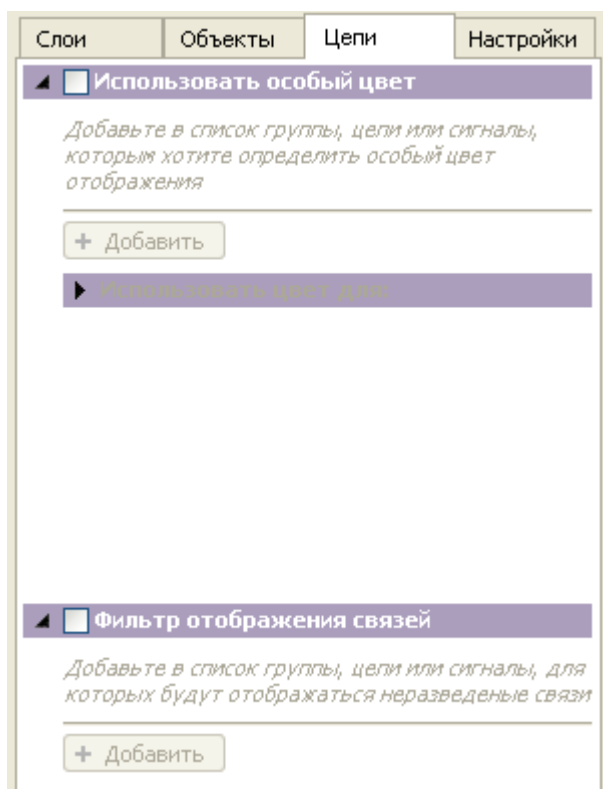 Слои Объекты Цепи Настройки
Использовать особый цвет
Добавьте в список группы, цепи или сигналы,
которым хотите определить особый цвет
отображения
+ Добавить
Использовать цвет для:
Фильтр отображения связей
Добавьте в список группы, цепи или сигналы, для
которых будут отображаться неразведеные связи
+ Добавить